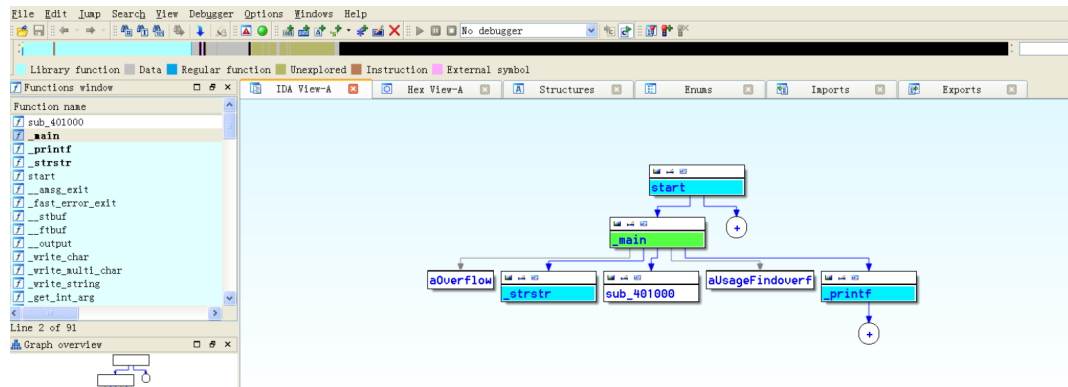 File Edit Jump Search View Debugger Options Windows Help
No debugger
Library function Data Regular function Unexplored Instruction External symbol
Functions window
IDA View-A Hex View-A Structures Enums Imports Exports
Function name
sub_401000
_main
_printf
_strstr
start
__amsg_exit
_fast_error_exit
__stbuf
__ftbuf
__output
_write_char
_write_multi_char
_write_string
_get_int_arg
Line 2 of 91
Graph overview
start
_main
+
aOverflow
_strstr
sub_401000
aUsageFindoverf
_printf
+